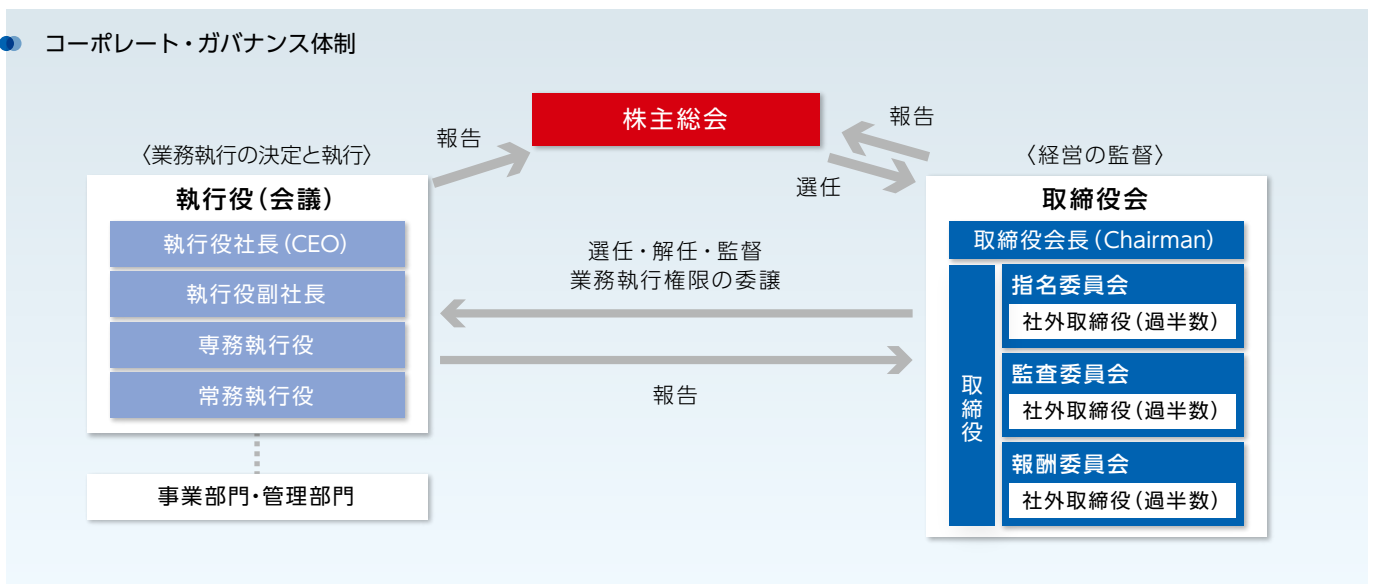 コーポレート・ガバナンス体制
株主総会
報告
報告
選任
〈業務執行の決定と執行〉
執行役(会議)
執行役社長(CEO)
執行役副社長
専務執行役
常務執行役
事業部門・管理部門
選任・解任・監督
業務執行権限の委譲
報告
〈経営の監督〉
取締役会
取締役会長(Chairman)
取締役
指名委員会
社外取締役(過半数)
監査委員会
社外取締役(過半数)
報酬委員会
社外取締役(過半数)